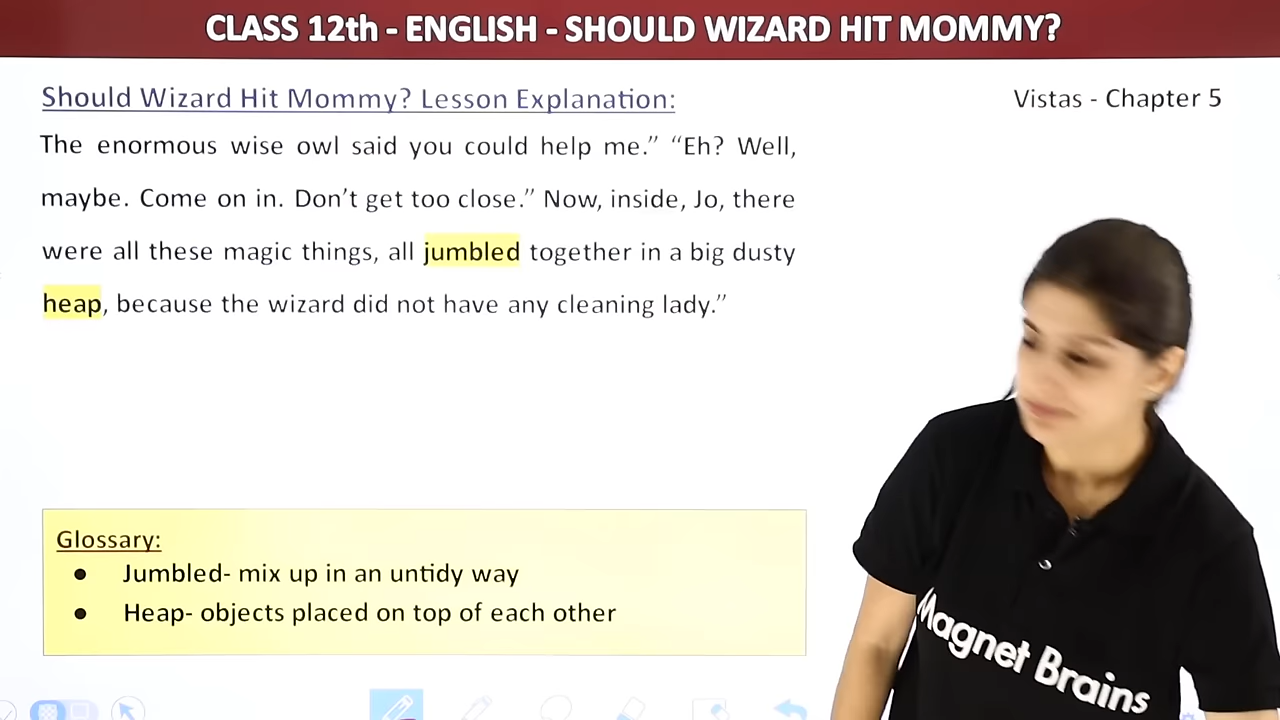 CLASS 12th - ENGLISH - SHOULD WIZARD HIT MOMMY?
Should Wizard Hit Mommy? Lesson Explanation:
Vistas - Chapter 5
The enormous wise owl said you could help me.” “Eh? Well,
maybe. Come on in. Don’t get too close.” Now, inside, Jo, there
were all these magic things, all jumbled together in a big dusty
heap, because the wizard did not have any cleaning lady.”
Glossary:
● Jumbled- mix up in an untidy way
● Heap- objects placed on top of each other
Magnet Brains